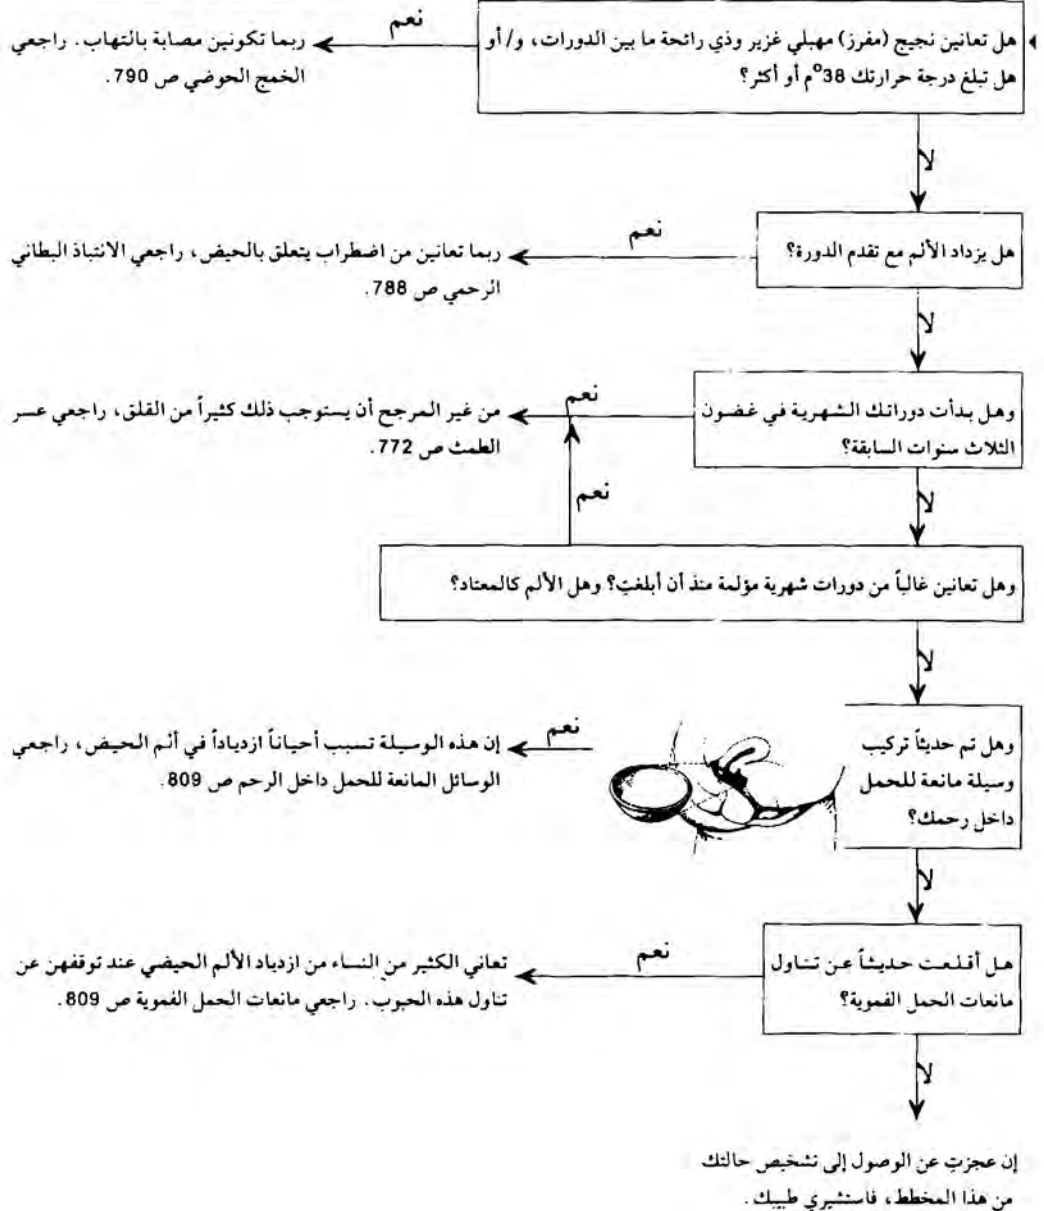 هل تعانين نجيج (مفرز) مهبلي غزير وذي رائحة ما بين الدورات، و/أو
هل تبلغ درجة حرارتك 38°م أو أكثر؟
نعم
ربما تكونين مصابة بالتهاب. راجعي
الخمج الحوضي ص 790.
لا
هل يزداد الألم مع تقدم الدورة؟
نعم
ربما تعانين من اضطراب يتعلق بالحيض، راجعي الانتباذ البطاني
الرحمي ص 788.
لا
وهل بدأت دوراتك الشهرية في غضون
الثلاث سنوات السابقة؟
نعم
من غير المرجح أن يستوجب ذلك كثيراً من القلق، راجعي عسر
الطمث ص 772.
لا
نعم
وهل تعانين غالباً من دورات شهرية مؤلمة منذ أن أبلغتِ؟ وهل الألم كالمعتاد؟
لا
وهل تم حديثاً تركيب
وسيلة مانعة للحمل
داخل رحمك؟
نعم
إن هذه الوسيلة تسبب أحياناً ازدياداً في ألم الحيض، راجعي
الوسائل المانعة للحمل داخل الرحم ص 809.
لا
هل أقلعت حديثاً عن تناول
مانعات الحمل الفموية؟
نعم
تعاني الكثير من النساء من ازدياد الألم الحيضي عند توقفهن عن
تناول هذه الحبوب. راجعي مانعات الحمل الفموية ص 809.
لا
إن عجزتِ عن الوصول إلى تشخيص حالتك
من هذا المخطط، فاستشيري طبيبك.